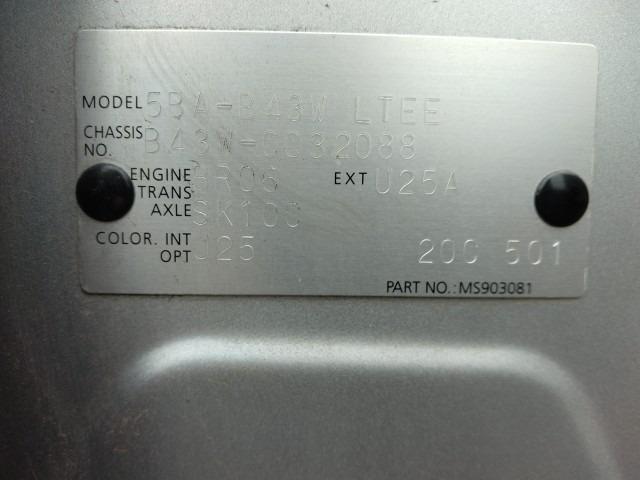 MODEL 5BA-B43W LTEE
CHASSIS NO. B43W-0032088
ENGINE BR06 EXT U25A
TRANS AXLE SK10C
COLOR. INT J25
OPT 20C 501
PART NO.: MS903081